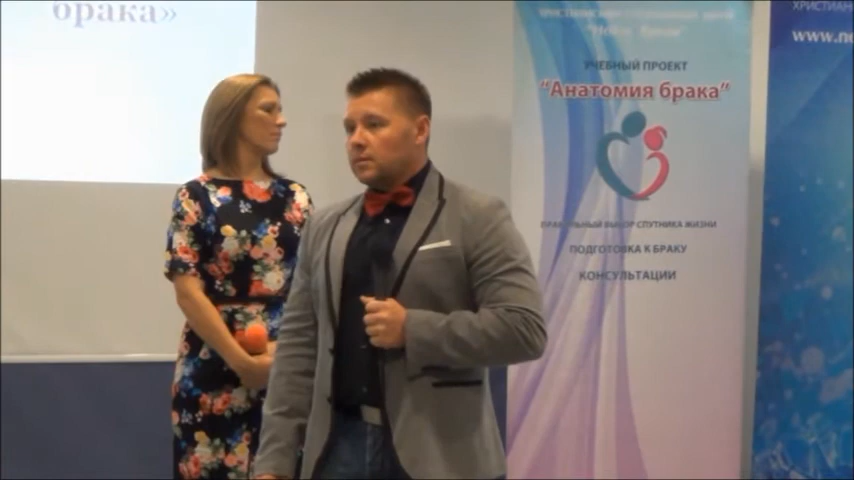 брака»
УЧЕБНЫЙ ПРОЕКТ
"Анатомия брака"
ПРАВИЛЬНЫЙ ВЫБОР СПУТНИКА ЖИЗНИ
ПОДГОТОВКА К БРАКУ
КОНСУЛЬТАЦИИ
ХРИСТИАН
www.ne